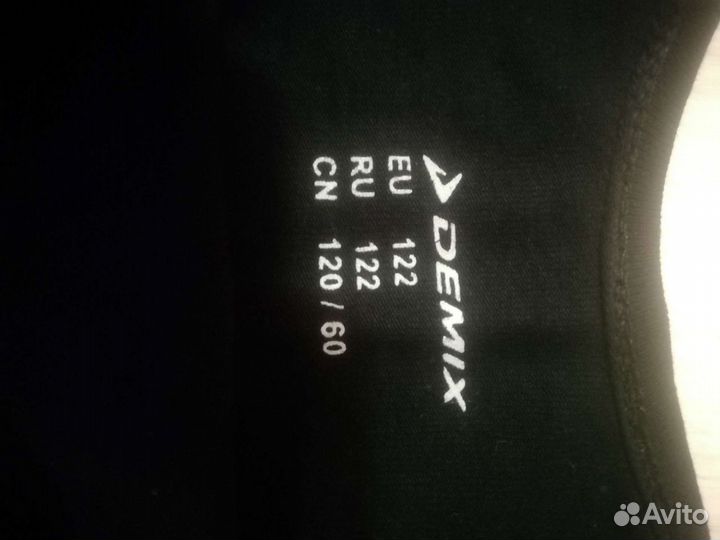 DEMIX
EU 122
RU 122
CN 120 / 60
Avito